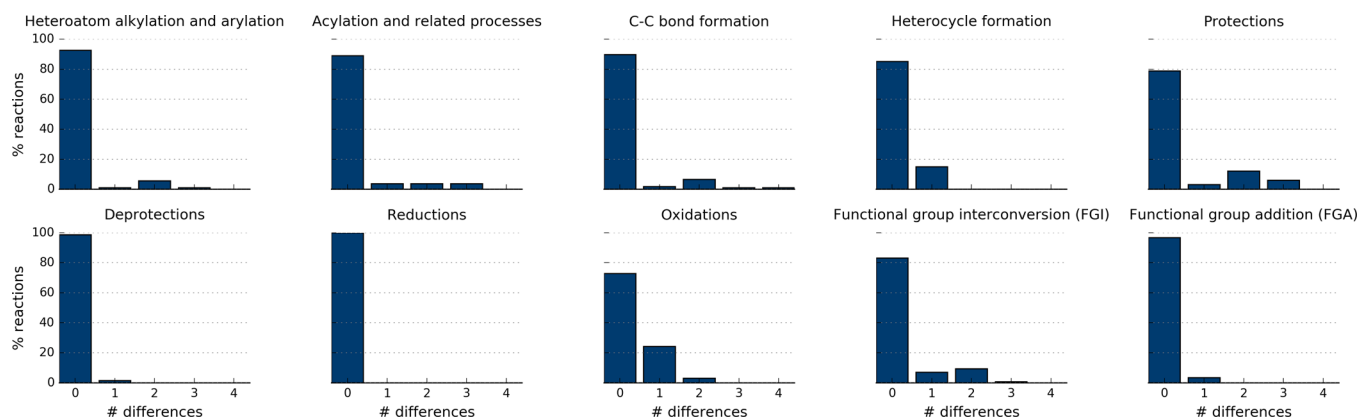 Heteroatom alkylation and arylation
Acylation and related processes
C-C bond formation
Heterocycle formation
Protections
% reactions
100
80
60
40
20
0
Deprotections
Reductions
Oxidations
Functional group interconversion (FGI)
Functional group addition (FGA)
% reactions
100
80
60
40
20
0
0 1 2 3 4
0 1 2 3 4
0 1 2 3 4
0 1 2 3 4
0 1 2 3 4
# differences
# differences
# differences
# differences
# differences